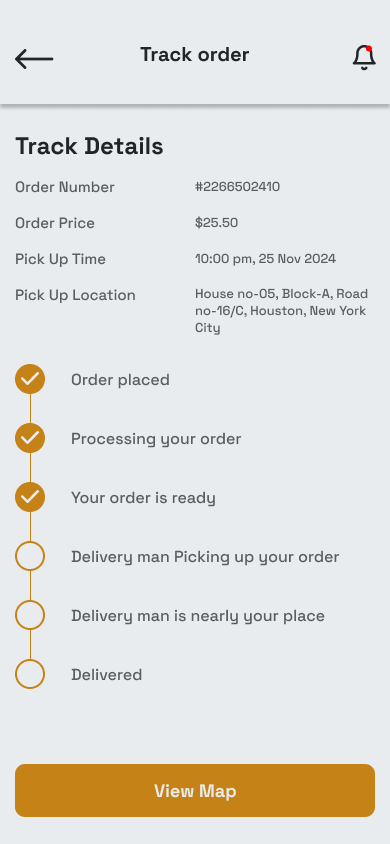 Track order
Track Details
Order Number #2266502410
Order Price $25.50
Pick Up Time 10:00 pm, 25 Nov 2024
Pick Up Location House no-05, Block-A, Road
no-16/C, Houston, New York
City
Order placed
Processing your order
Your order is ready
Delivery man Picking up your order
Delivery man is nearly your place
Delivered
View Map